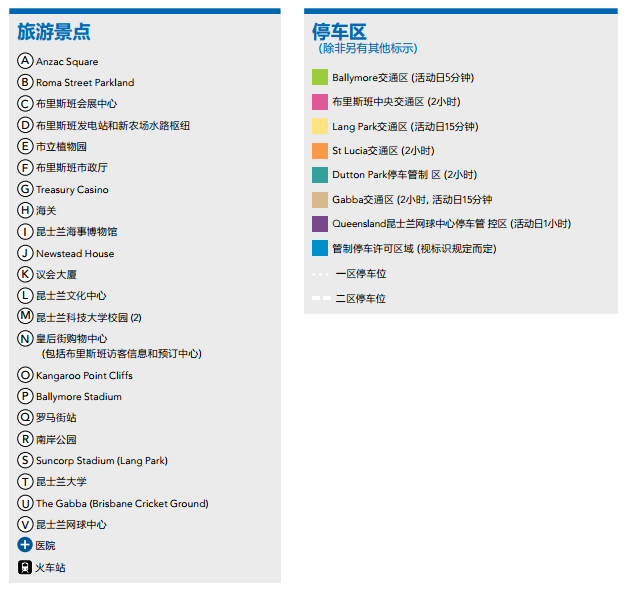 旅游景点
A Anzac Square
B Roma Street Parkland
C 布里斯班会展中心
D 布里斯班发电站和新农场水路枢纽
E 市立植物园
F 布里斯班市政厅
G Treasury Casino
H 海关
I 昆士兰海事博物馆
J Newstead House
K 议会大厦
L 昆士兰文化中心
M 昆士兰科技大学校园 (2)
N 皇后街购物中心
(包括布里斯班访客信息和预订中心)
O Kangaroo Point Cliffs
P Ballymore Stadium
Q 罗马街站
R 南岸公园
S Suncorp Stadium (Lang Park)
T 昆士兰大学
U The Gabba (Brisbane Cricket Ground)
V 昆士兰网球中心
医院
火车站
停车区
(除非另有其他标示)
Ballymore交通区 (活动日5分钟)
布里斯班中央交通区 (2小时)
Lang Park交通区 (活动日15分钟)
St Lucia交通区 (2小时)
Dutton Park停车管制 区 (2小时)
Gabba交通区 (2小时, 活动日15分钟
Queensland昆士兰网球中心停车管 控区 (活动日1小时)
管制停车许可区域 (视标识规定而定)
一区停车位
二区停车位